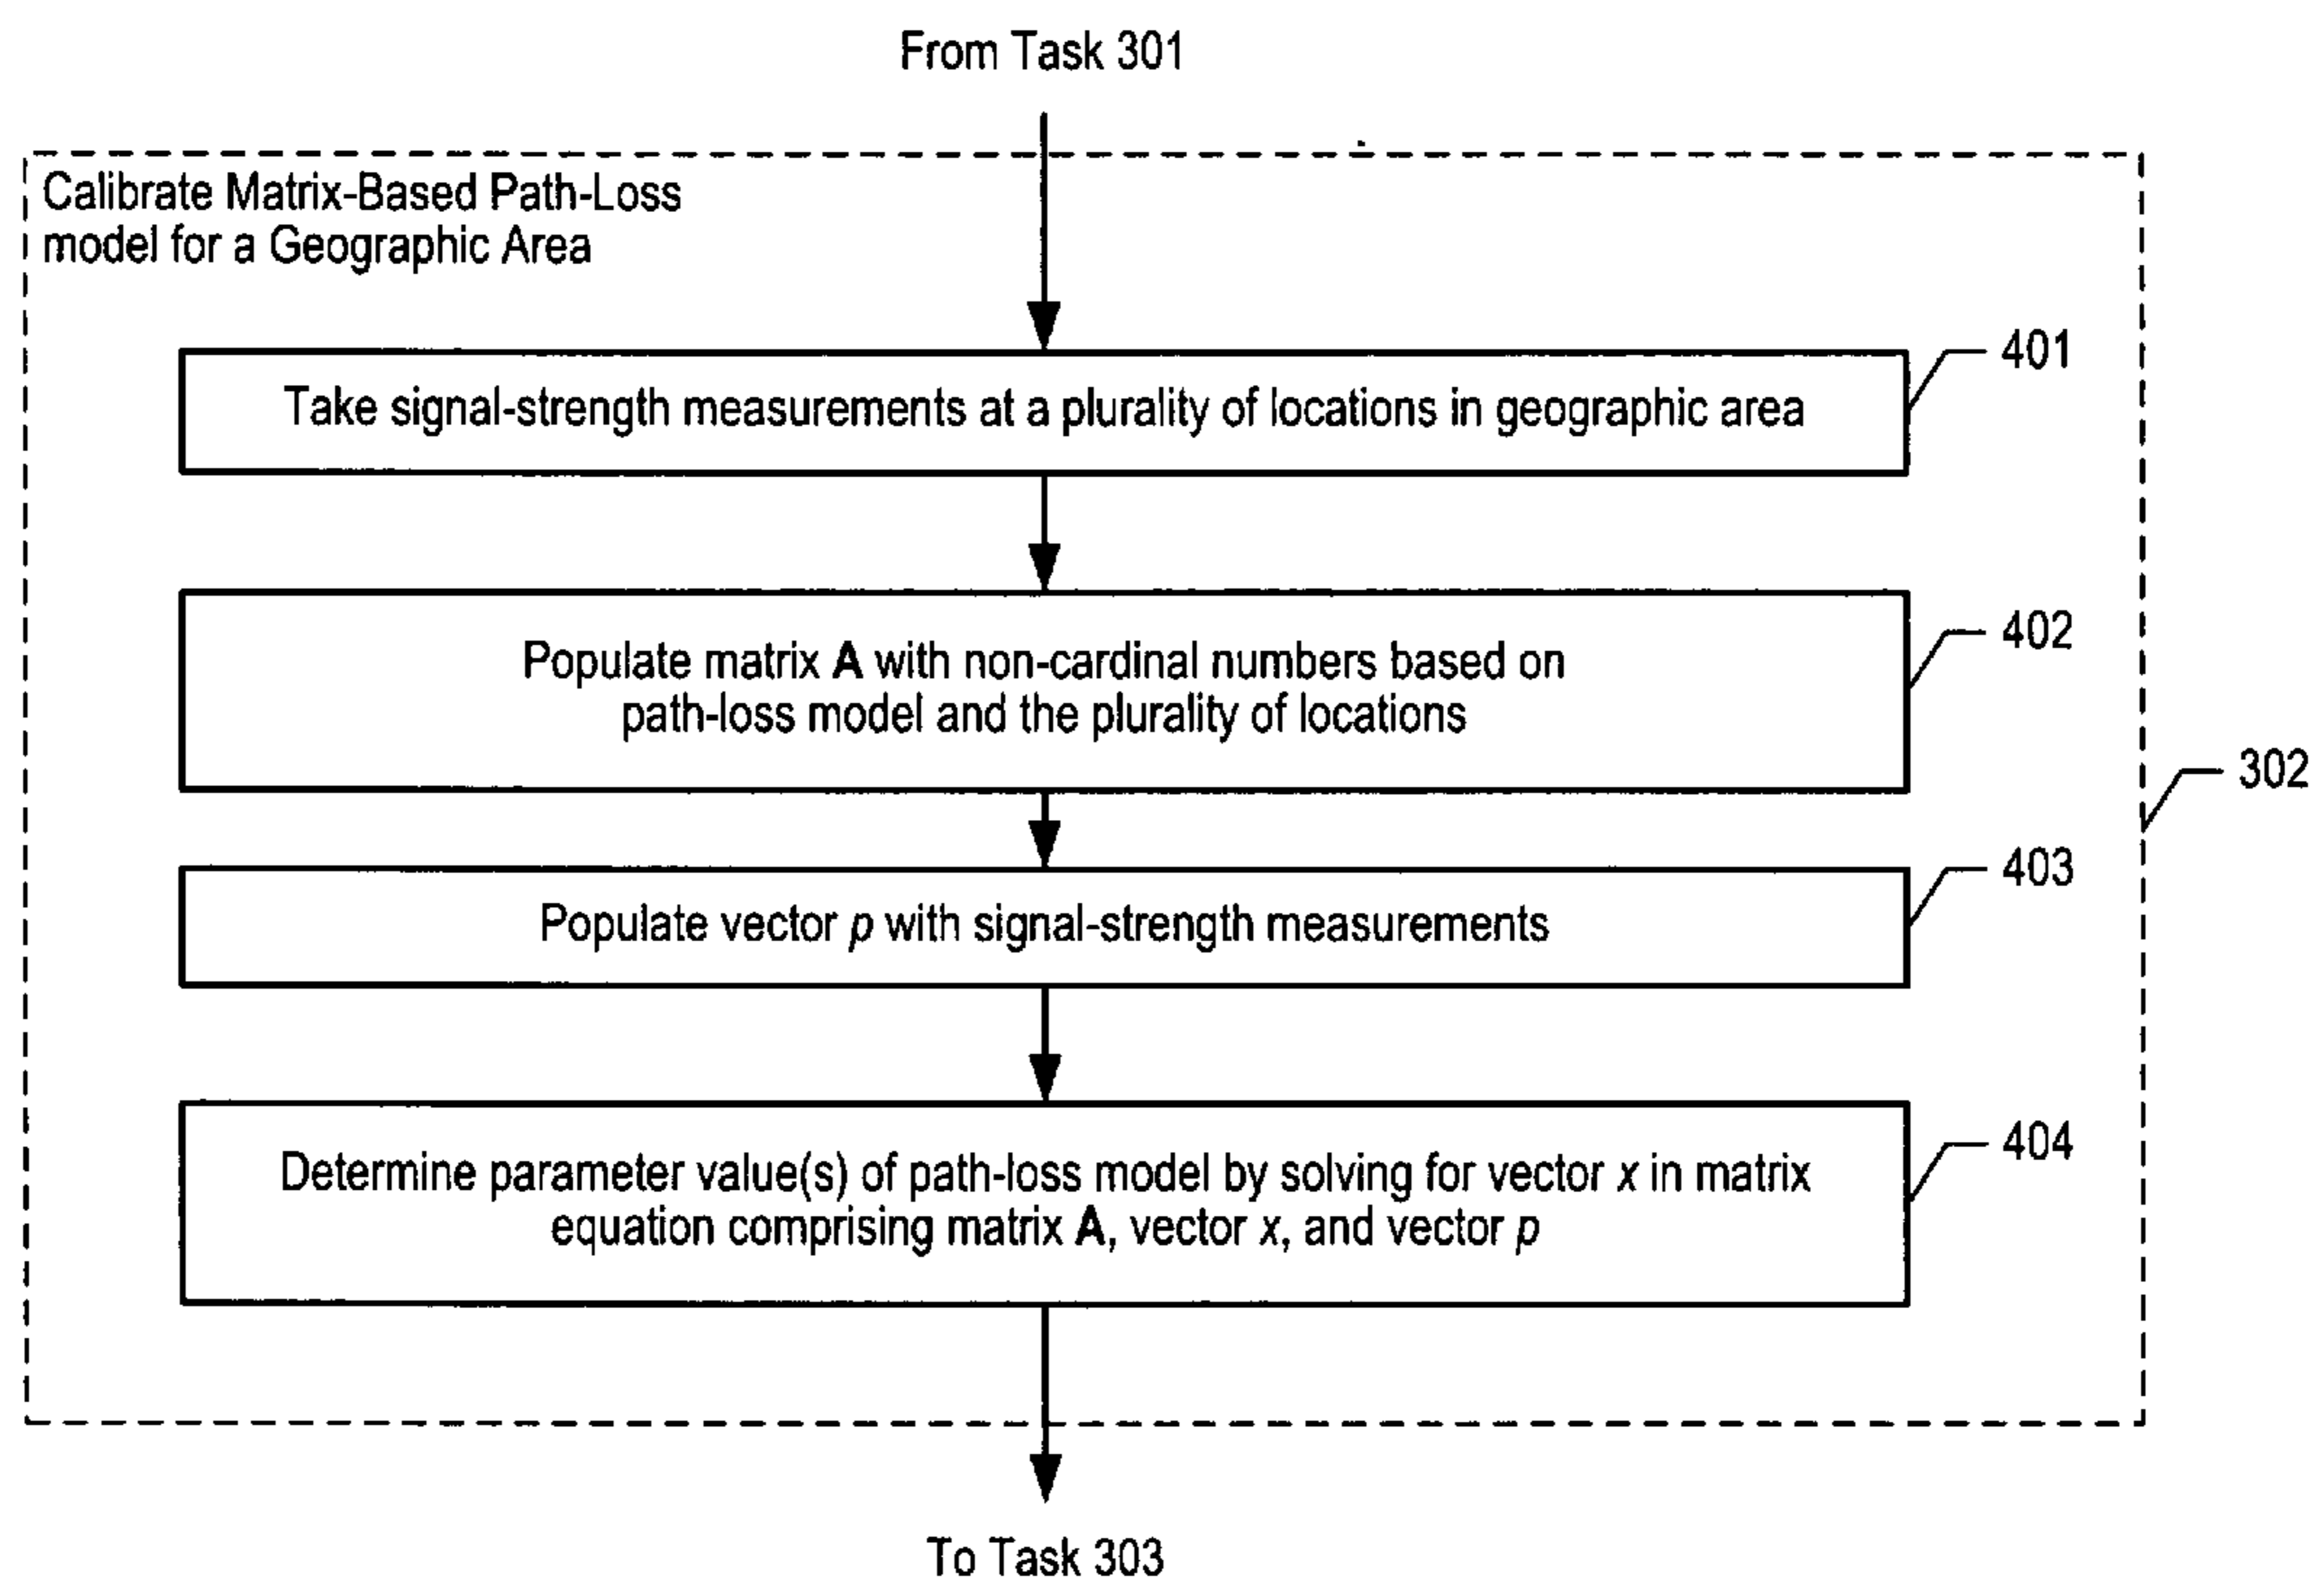 From Task 301
Calibrate Matrix-Based Path-Loss
model for a Geographic Area
401
Take signal-strength measurements at a plurality of locations in geographic area
402
Populate matrix A with non-cardinal numbers based on
path-loss model and the plurality of locations
302
403
Populate vector p with signal-strength measurements
404
Determine parameter value(s) of path-loss model by solving for vector x in matrix
equation comprising matrix A, vector x, and vector p
To Task 303